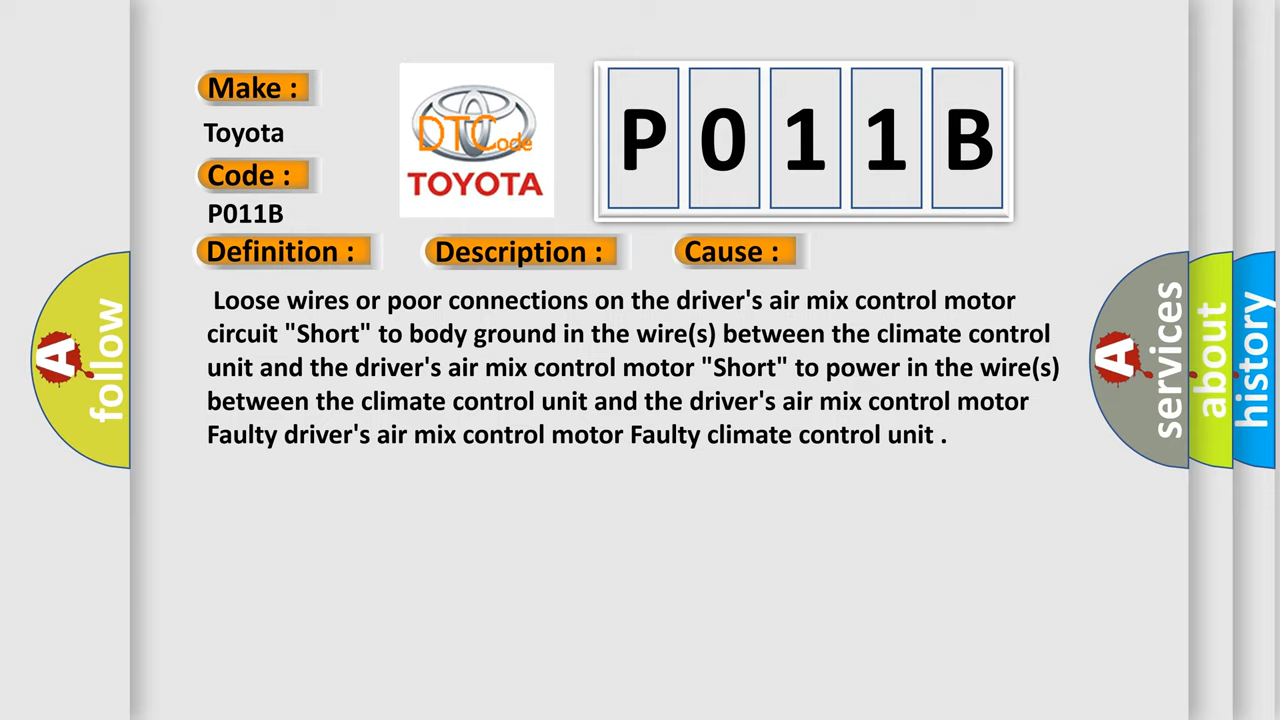 Make :
Toyota
Code :
P011B
DTCode
TOYOTA
P011B
Definition :
Description :
Cause :
Loose wires or poor connections on the driver's air mix control motor
circuit "Short" to body ground in the wire(s) between the climate control
unit and the driver's air mix control motor "Short" to power in the wire(s)
between the climate control unit and the driver's air mix control motor
Faulty driver's air mix control motor Faulty climate control unit .
A follow
A services
about
history